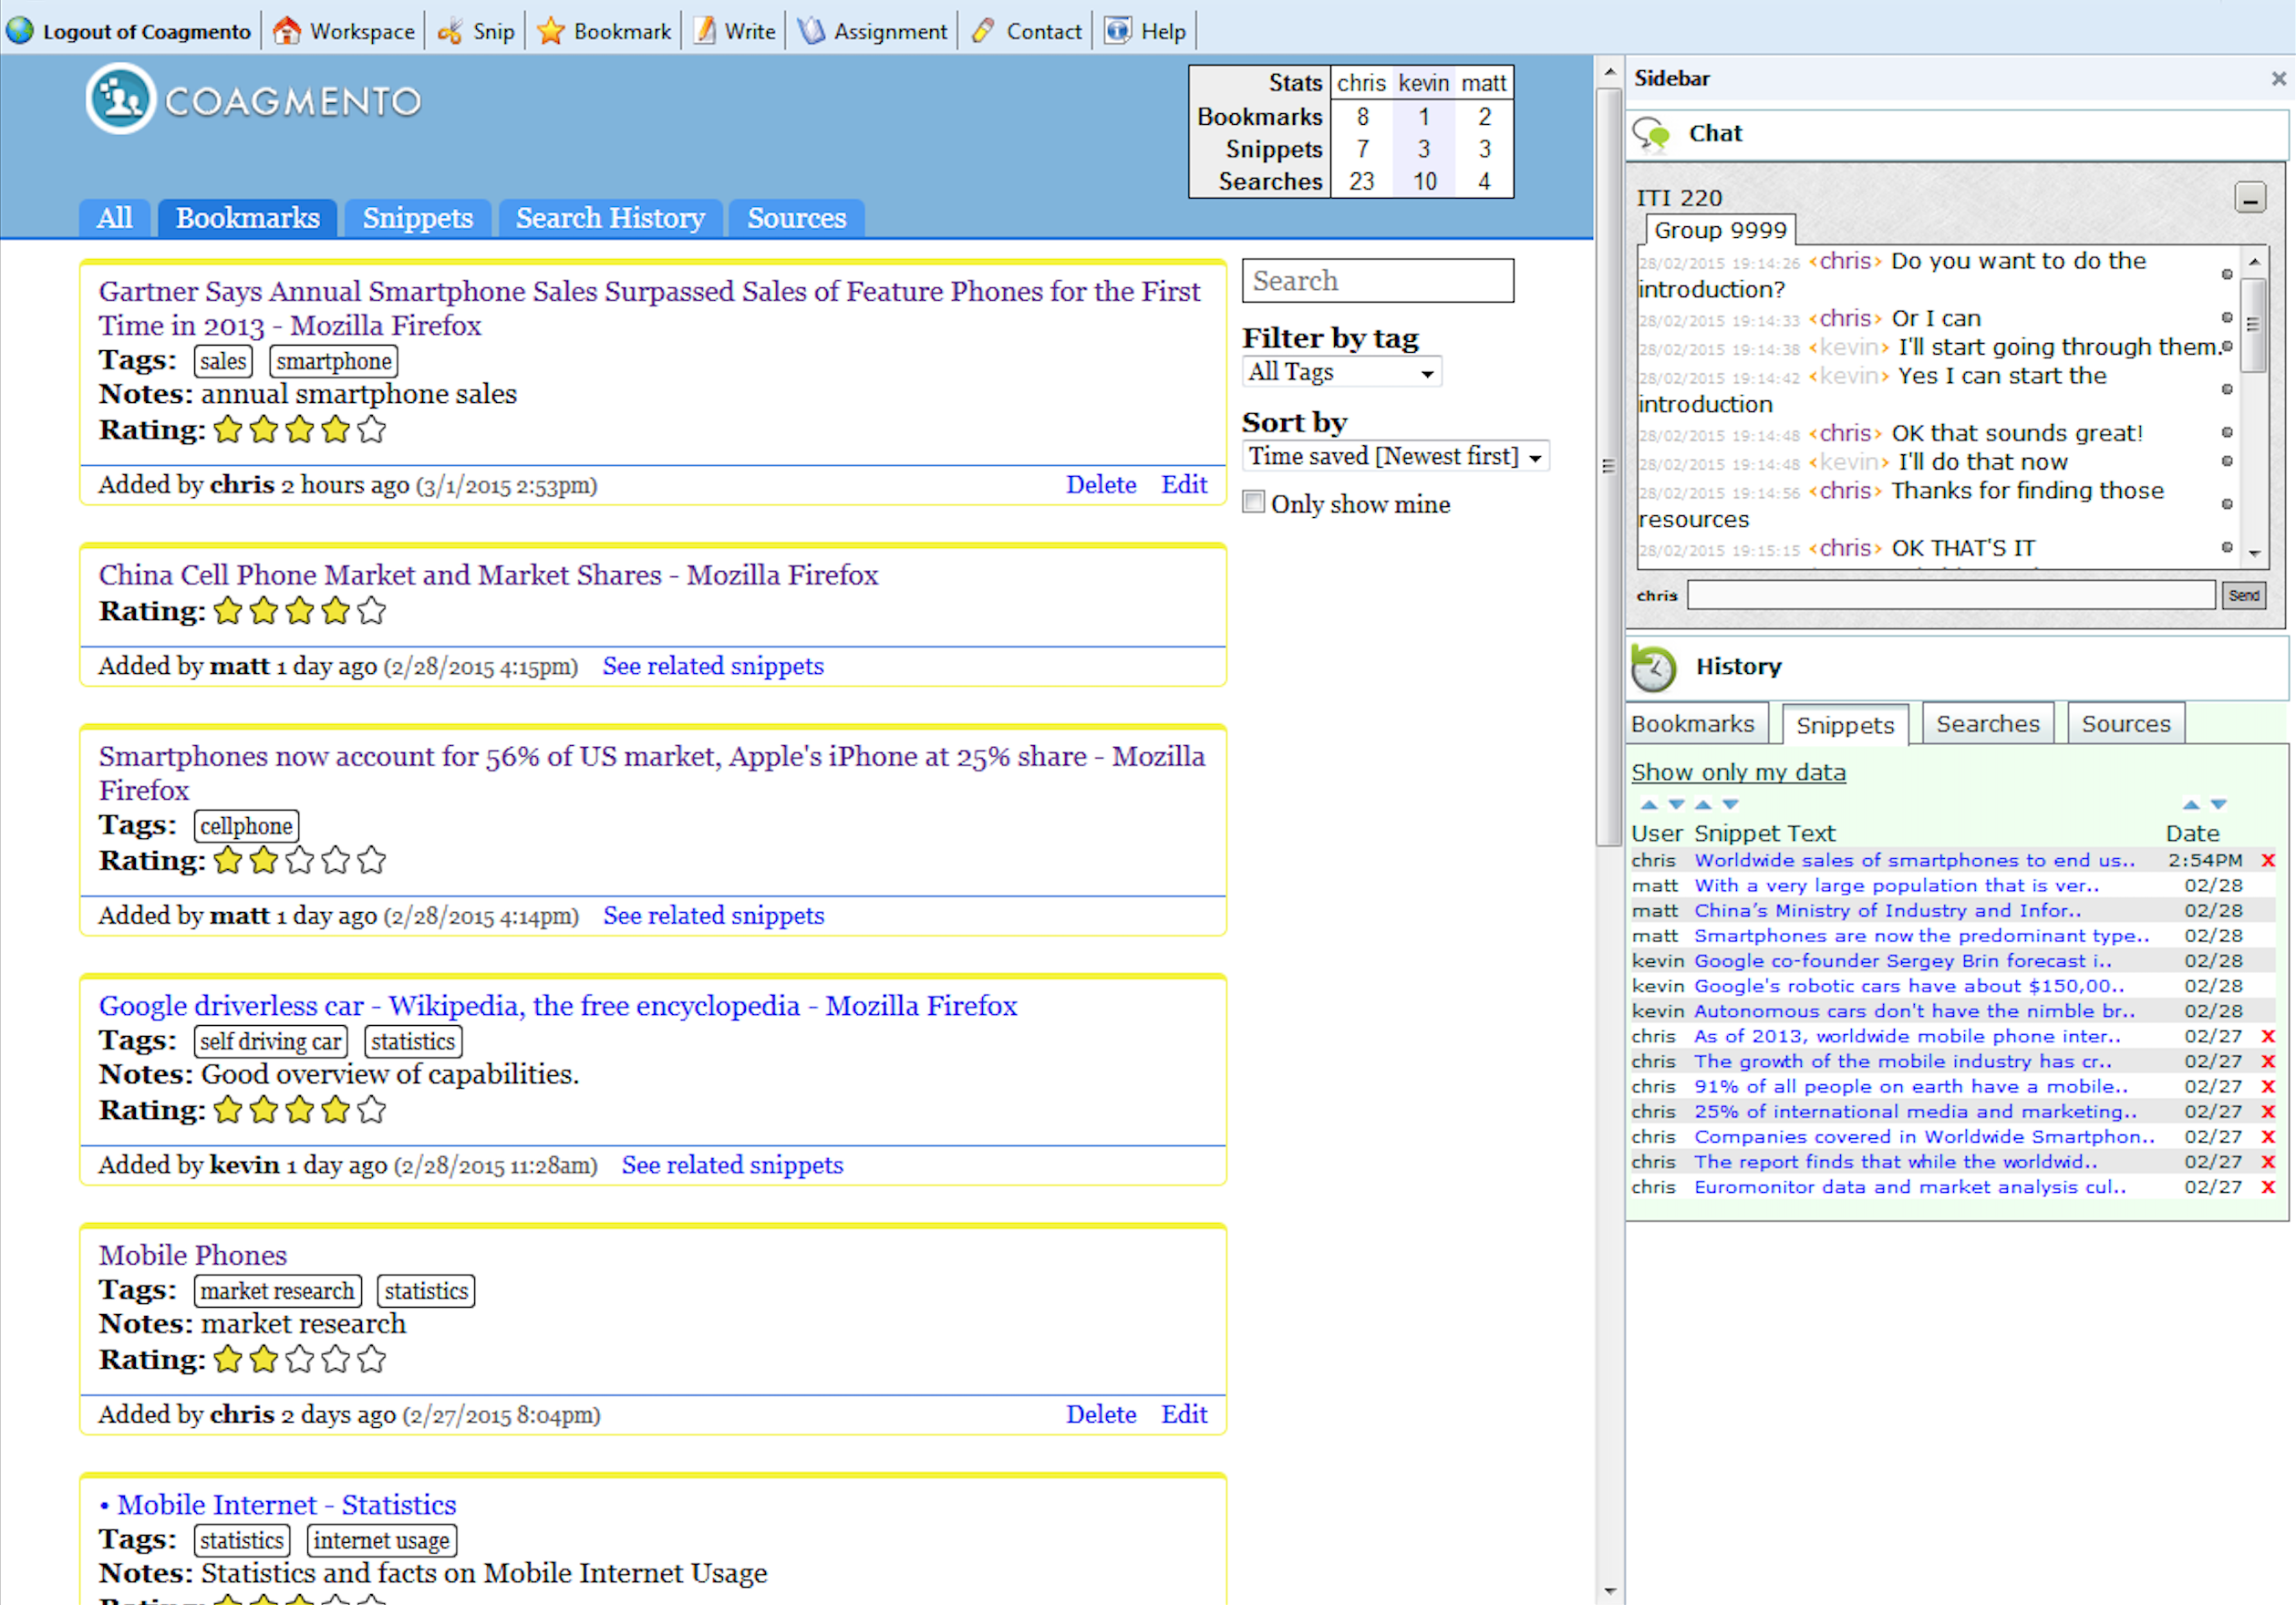 Logout of Coagmento Workspace Snip Bookmark Write Assignment Contact Help
COAGMENTO
Stats chris kevin matt
Bookmarks 8 1 2
Snippets 7 3 3
Searches 23 10 4
All Bookmarks Snippets Search History Sources
Gartner Says Annual Smartphone Sales Surpassed Sales of Feature Phones for the First
Time in 2013 - Mozilla Firefox
Tags: sales smartphone
Notes: annual smartphone sales
Rating:
Added by chris 2 hours ago (3/1/2015 2:53pm) Delete Edit
China Cell Phone Market and Market Shares - Mozilla Firefox
Rating:
Added by matt 1 day ago (2/28/2015 4:15pm) See related snippets
Smartphones now account for 56% of US market, Apple's iPhone at 25% share - Mozilla
Firefox
Tags: cellphone
Rating:
Added by matt 1 day ago (2/28/2015 4:14pm) See related snippets
Google driverless car - Wikipedia, the free encyclopedia - Mozilla Firefox
Tags: self driving car statistics
Notes: Good overview of capabilities.
Rating:
Added by kevin 1 day ago (2/28/2015 11:28am) See related snippets
Mobile Phones
Tags: market research statistics
Notes: market research
Rating:
Added by chris 2 days ago (2/27/2015 8:04pm) Delete Edit
• Mobile Internet - Statistics
Tags: statistics internet usage
Notes: Statistics and facts on Mobile Internet Usage
Rating:
Search
Filter by tag
All Tags
Sort by
Time saved [Newest first]
Only show mine
Sidebar
Chat
ITI 220
Group 9999
28/02/2015 19:14:26 <chris> Do you want to do the
introduction?
28/02/2015 19:14:33 <chris> Or I can
28/02/2015 19:14:38 <kevin> I'll start going through them.
28/02/2015 19:14:42 <kevin> Yes I can start the
introduction
28/02/2015 19:14:48 <chris> OK that sounds great!
28/02/2015 19:14:48 <kevin> I'll do that now
28/02/2015 19:14:56 <chris> Thanks for finding those
resources
28/02/2015 19:15:15 <chris> OK THAT'S IT
chris Send
History
Bookmarks Snippets Searches Sources
Show only my data
User Snippet Text Date
chris Worldwide sales of smartphones to end us.. 2:54PM X
matt With a very large population that is ver.. 02/28
matt China's Ministry of Industry and Infor.. 02/28
matt Smartphones are now the predominant type.. 02/28
kevin Google co-founder Sergey Brin forecast i.. 02/28
kevin Google's robotic cars have about $150,00.. 02/28
kevin Autonomous cars don't have the nimble br.. 02/28
chris As of 2013, worldwide mobile phone inter.. 02/27 X
chris The growth of the mobile industry has cr.. 02/27 X
chris 91% of all people on earth have a mobile.. 02/27 X
chris 25% of international media and marketing.. 02/27 X
chris Companies covered in Worldwide Smartphon.. 02/27 X
chris The report finds that while the worldwid.. 02/27 X
chris Euromonitor data and market analysis cul.. 02/27 X